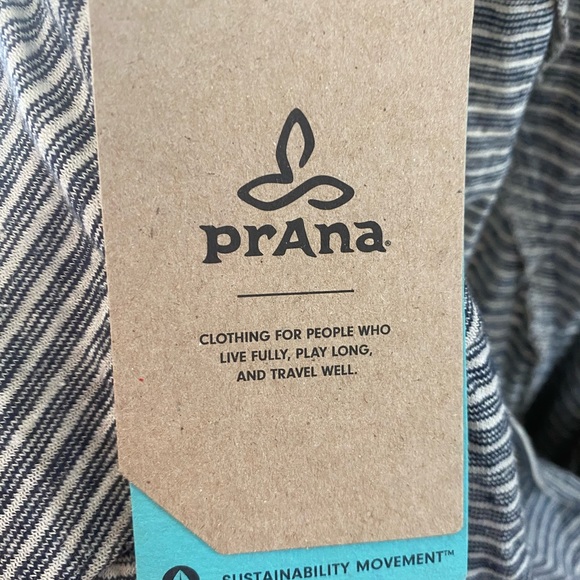 prAna®
CLOTHING FOR PEOPLE WHO
LIVE FULLY, PLAY LONG,
AND TRAVEL WELL.
SUSTAINABILITY MOVEMENT™